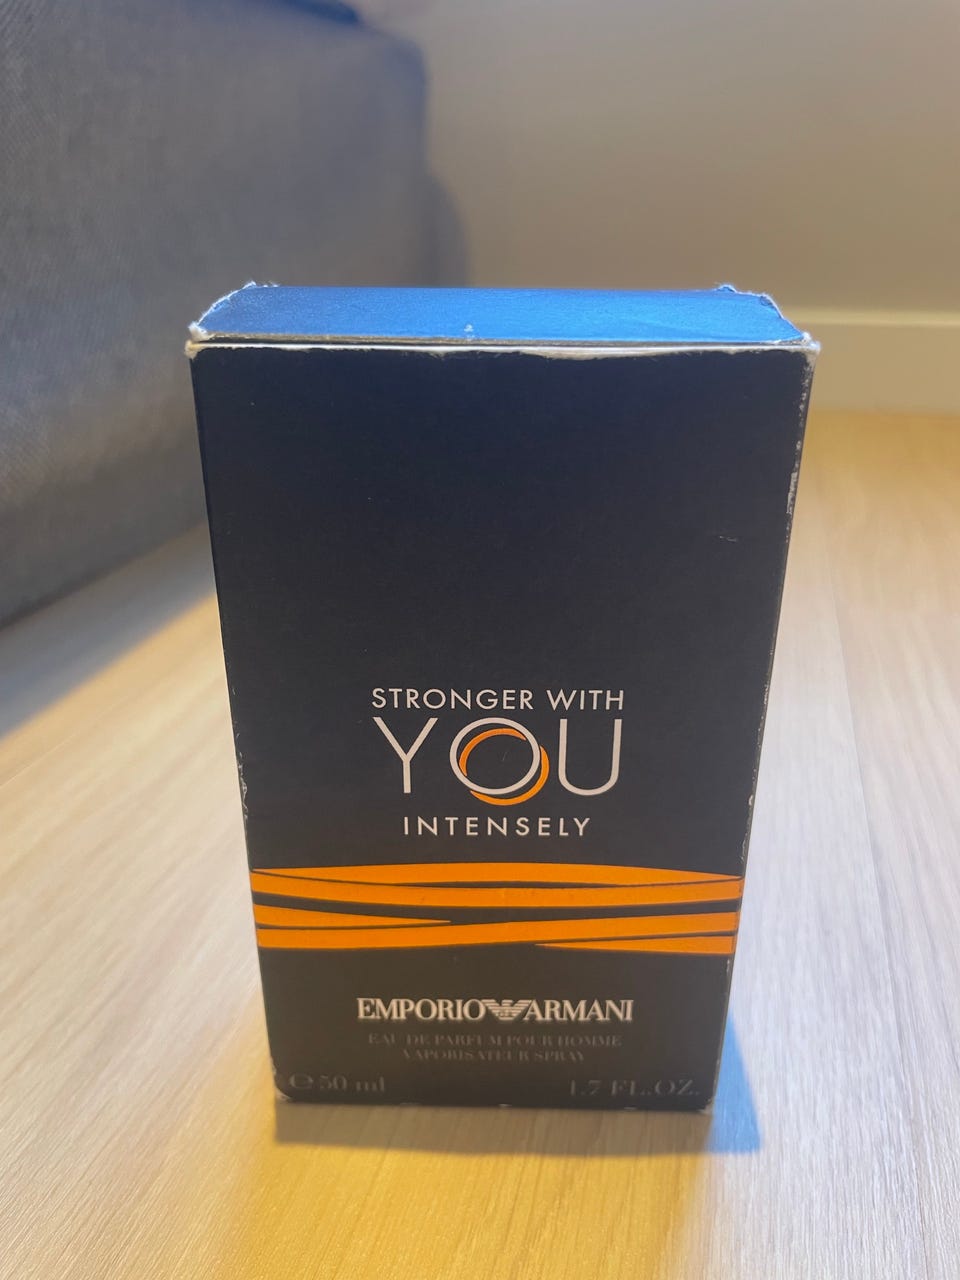 STRONGER WITH
YOU
INTENSELY
EMPORIO ARMANI
EAU DE PARFUM POUR HOMME
VAPORISATEUR SPRAY
℮ 50 ml 1.7 FL.OZ.